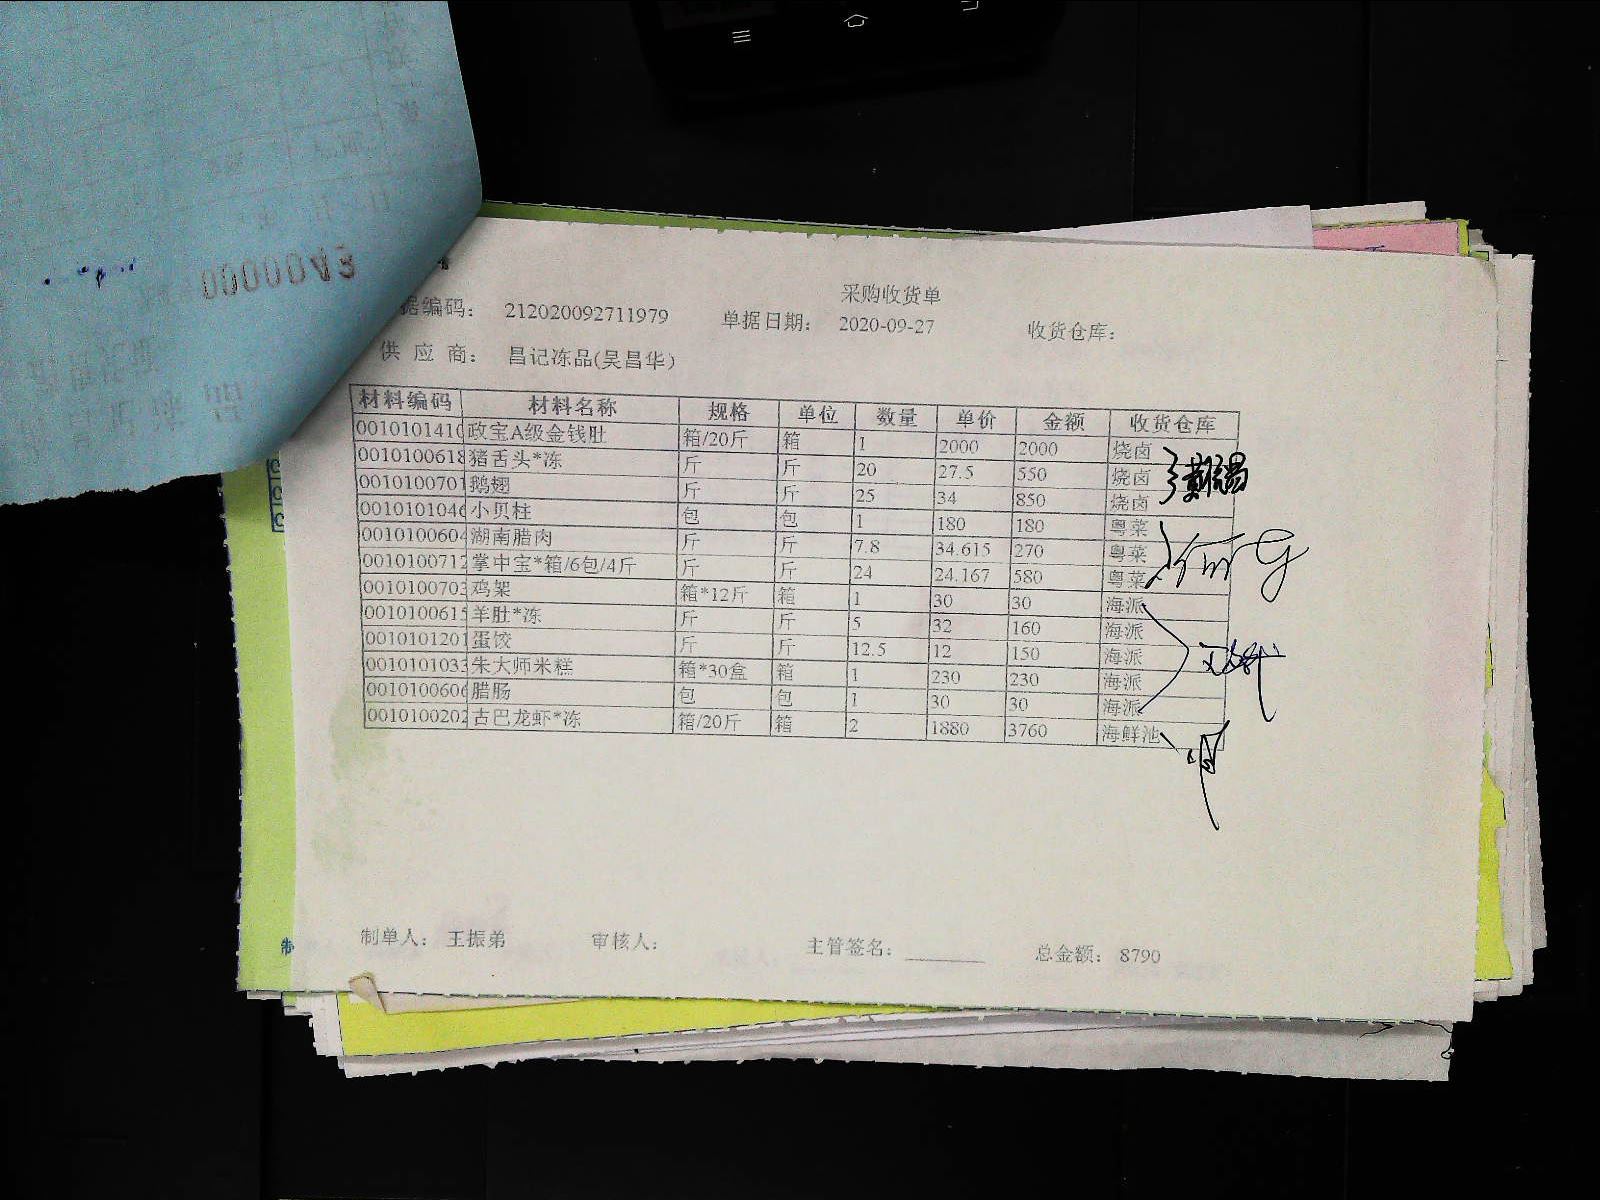 0000043
采购收货单
据编码： 212020092711979 单据日期： 2020-09-27 收货仓库：
供 应 商： 昌记冻品(吴昌华)
材料编码 材料名称 规格 单位 数量 单价 金额 收货仓库
0010101410 政宝A级金钱肚 箱/20斤 箱 1 2000 2000 烧卤
0010100618 猪舌头*冻 斤 斤 20 27.5 550 烧卤
0010100701 鹅翅 斤 斤 25 34 850 烧卤
0010101046 小贝柱 包 包 1 180 180 粤菜
0010100604 湖南腊肉 斤 斤 7.8 34.615 270 粤菜
0010100712 掌中宝*箱/6包/4斤 斤 斤 24 24.167 580 粤菜
0010100703 鸡架 箱*12斤 箱 1 30 30 海派
0010100615 羊肚*冻 斤 斤 5 32 160 海派
0010101201 蛋饺 斤 斤 12.5 12 150 海派
0010101033 朱大师米糕 箱*30盒 箱 1 230 230 海派
0010100606 腊肠 包 包 1 30 30 海派
0010100202 古巴龙虾*冻 箱/20斤 箱 2 1880 3760 海鲜池
制单人： 王振弟 审核人： 主管签名： 总金额： 8790